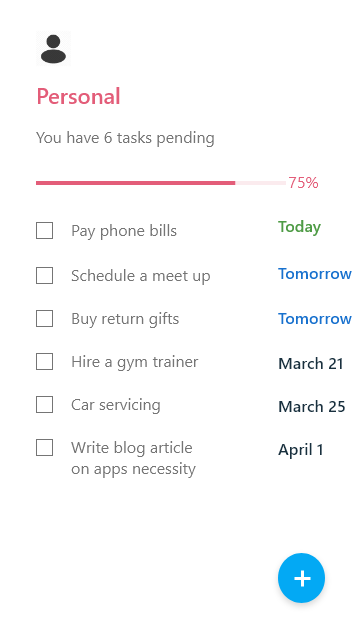 Personal
You have 6 tasks pending
75%
Pay phone bills Today
Schedule a meet up Tomorrow
Buy return gifts Tomorrow
Hire a gym trainer March 21
Car servicing March 25
Write blog article April 1
on apps necessity
+